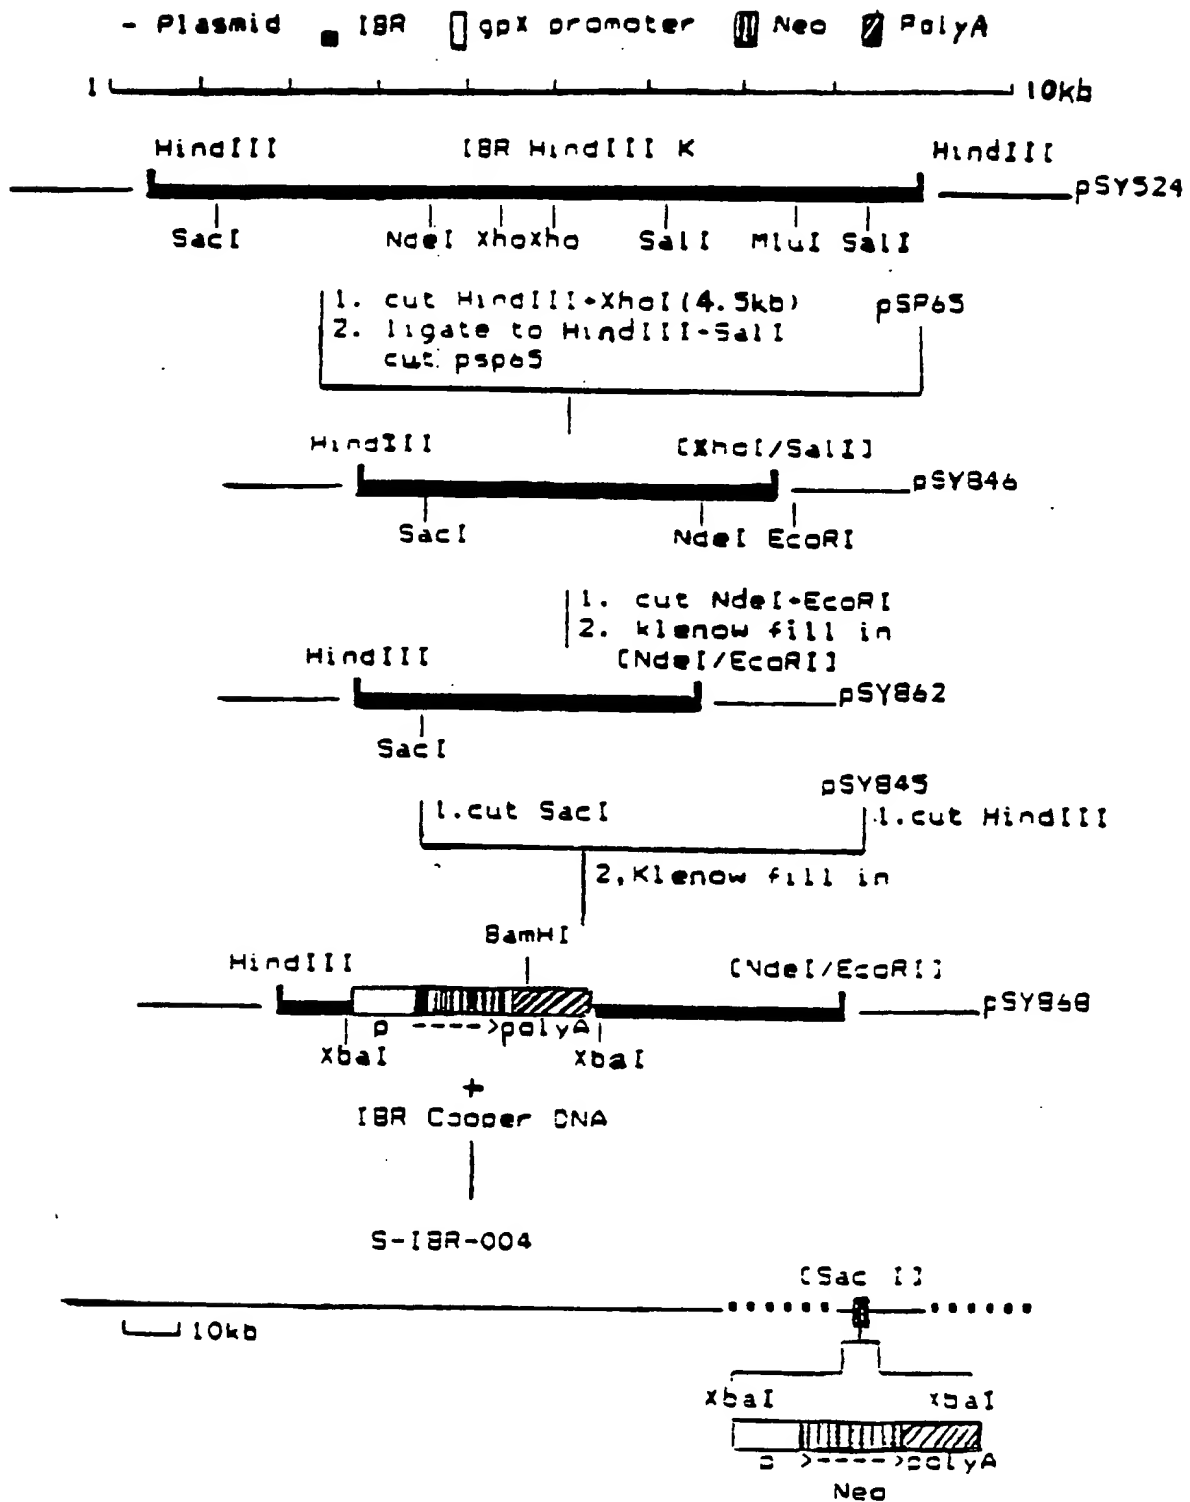 - Plasmid IBR gpX promoter Neo PolyA
1 10kb
HindIII IBR HindIII K HindIII
pSY524
SacI NdeI Xho Xho SalI MluI SalI
1. cut HindIII+XhoI(4.5kb) pSP65
2. ligate to HindIII-SalI
cut psp65
HindIII [XhoI/SalI]
pSY846
SacI NdeI EcoRI
1. cut NdeI+EcoRI
2. klenow fill in
HindIII [NdeI/EcoRI]
pSY862
SacI
pSY845
1.cut SacI 1.cut HindIII
2,Klenow fill in
BamHI
HindIII [NdeI/EcoRI]
pSY868
p ---->polyA
XbaI XbaI
+
IBR Cooper DNA
S-IBR-004
[Sac I]
10kb
XbaI XbaI
p >---->polyA
Neo